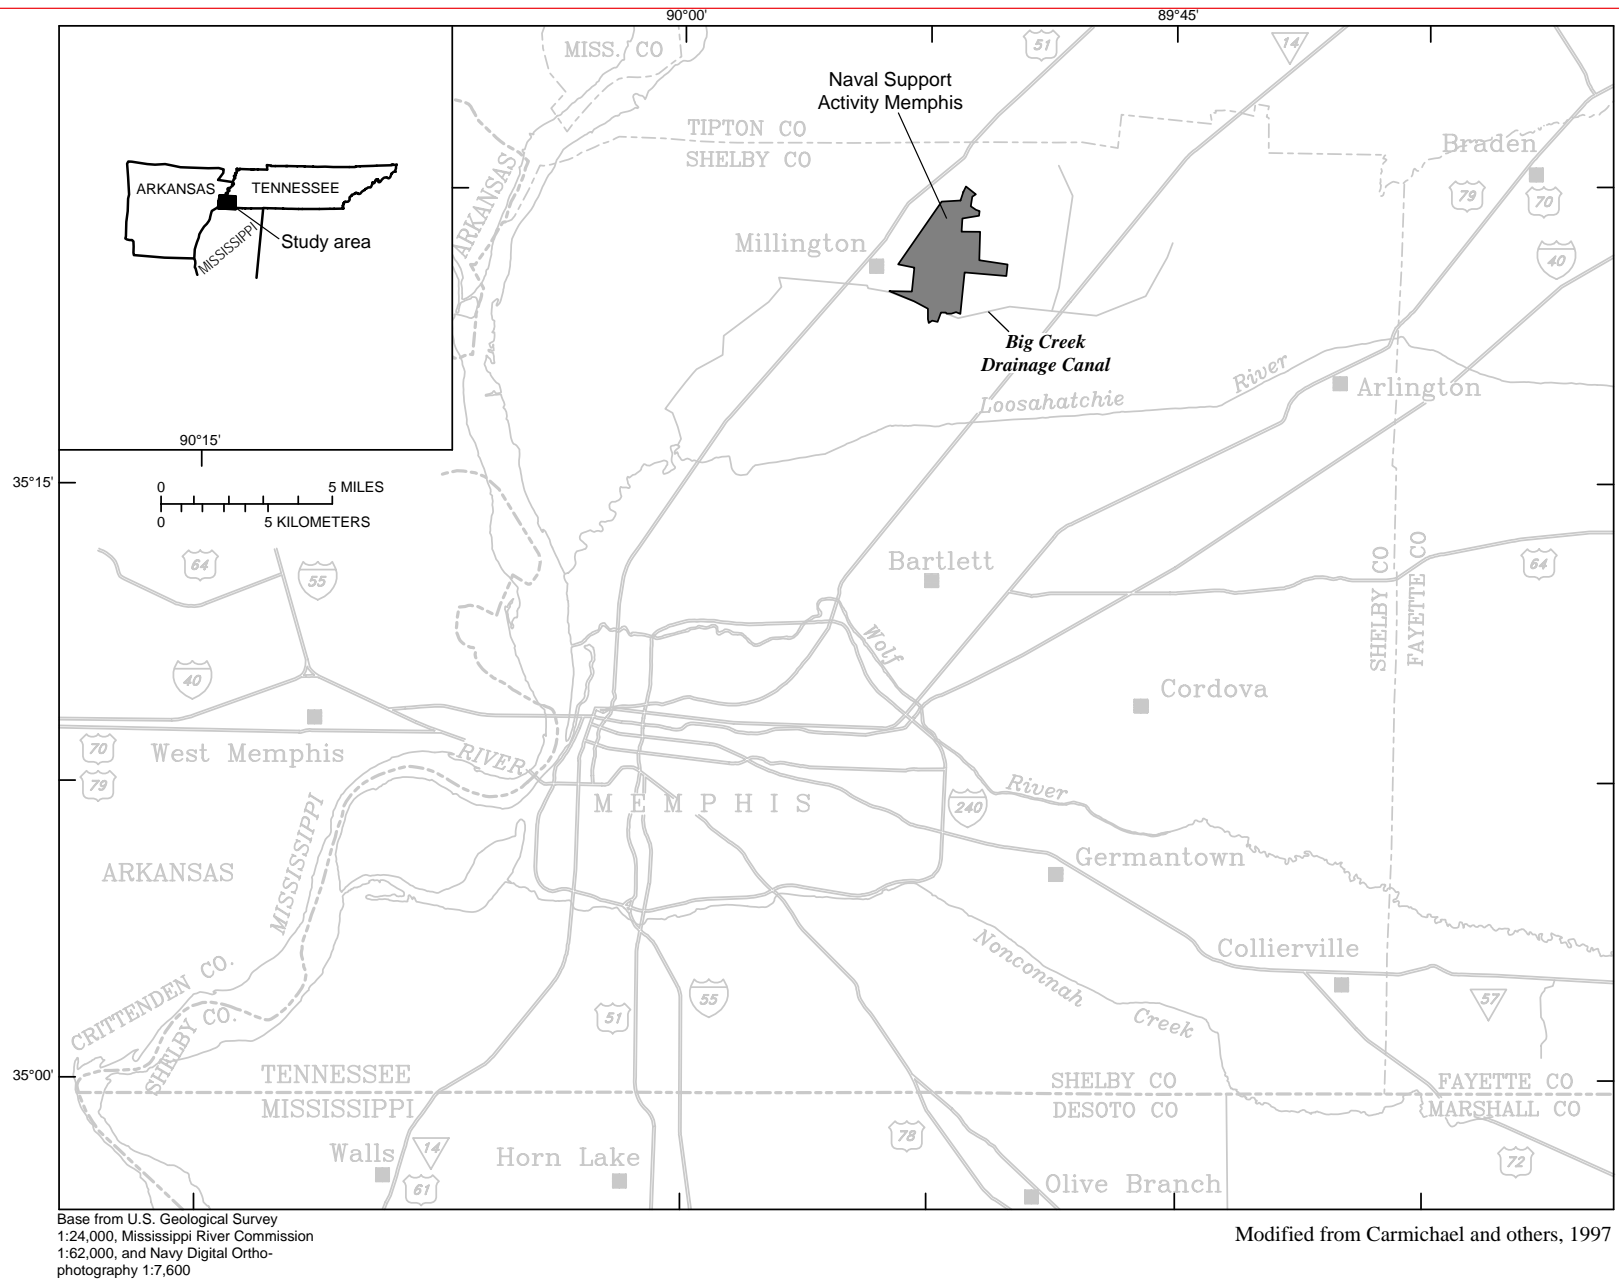 90°00'
89°45'
MISS. CO
51
14
Naval Support
Activity Memphis
TIPTON CO
SHELBY CO
Braden
79
70
40
ARKANSAS
TENNESSEE
MISSISSIPPI
Study area
ARKANSAS
Millington
Big Creek
Drainage Canal
Loosahatchie
River
Arlington
90°15'
35°15'
0
5 MILES
0
5 KILOMETERS
64
55
Bartlett
SHELBY CO
FAYETTE CO
64
Wolf
40
Cordova
70
West Memphis
79
RIVER
MEMPHIS
240
River
MISSISSIPPI
ARKANSAS
Germantown
Nonconnah
Creek
Collierville
57
CRITTENDEN CO.
SHELBY CO.
51
55
35°00'
TENNESSEE
MISSISSIPPI
SHELBY CO
DESOTO CO
FAYETTE CO
MARSHALL CO
Walls
14
61
Horn Lake
78
Olive Branch
72
Base from U.S. Geological Survey
1:24,000, Mississippi River Commission
1:62,000, and Navy Digital Ortho-
photography 1:7,600
Modified from Carmichael and others, 1997